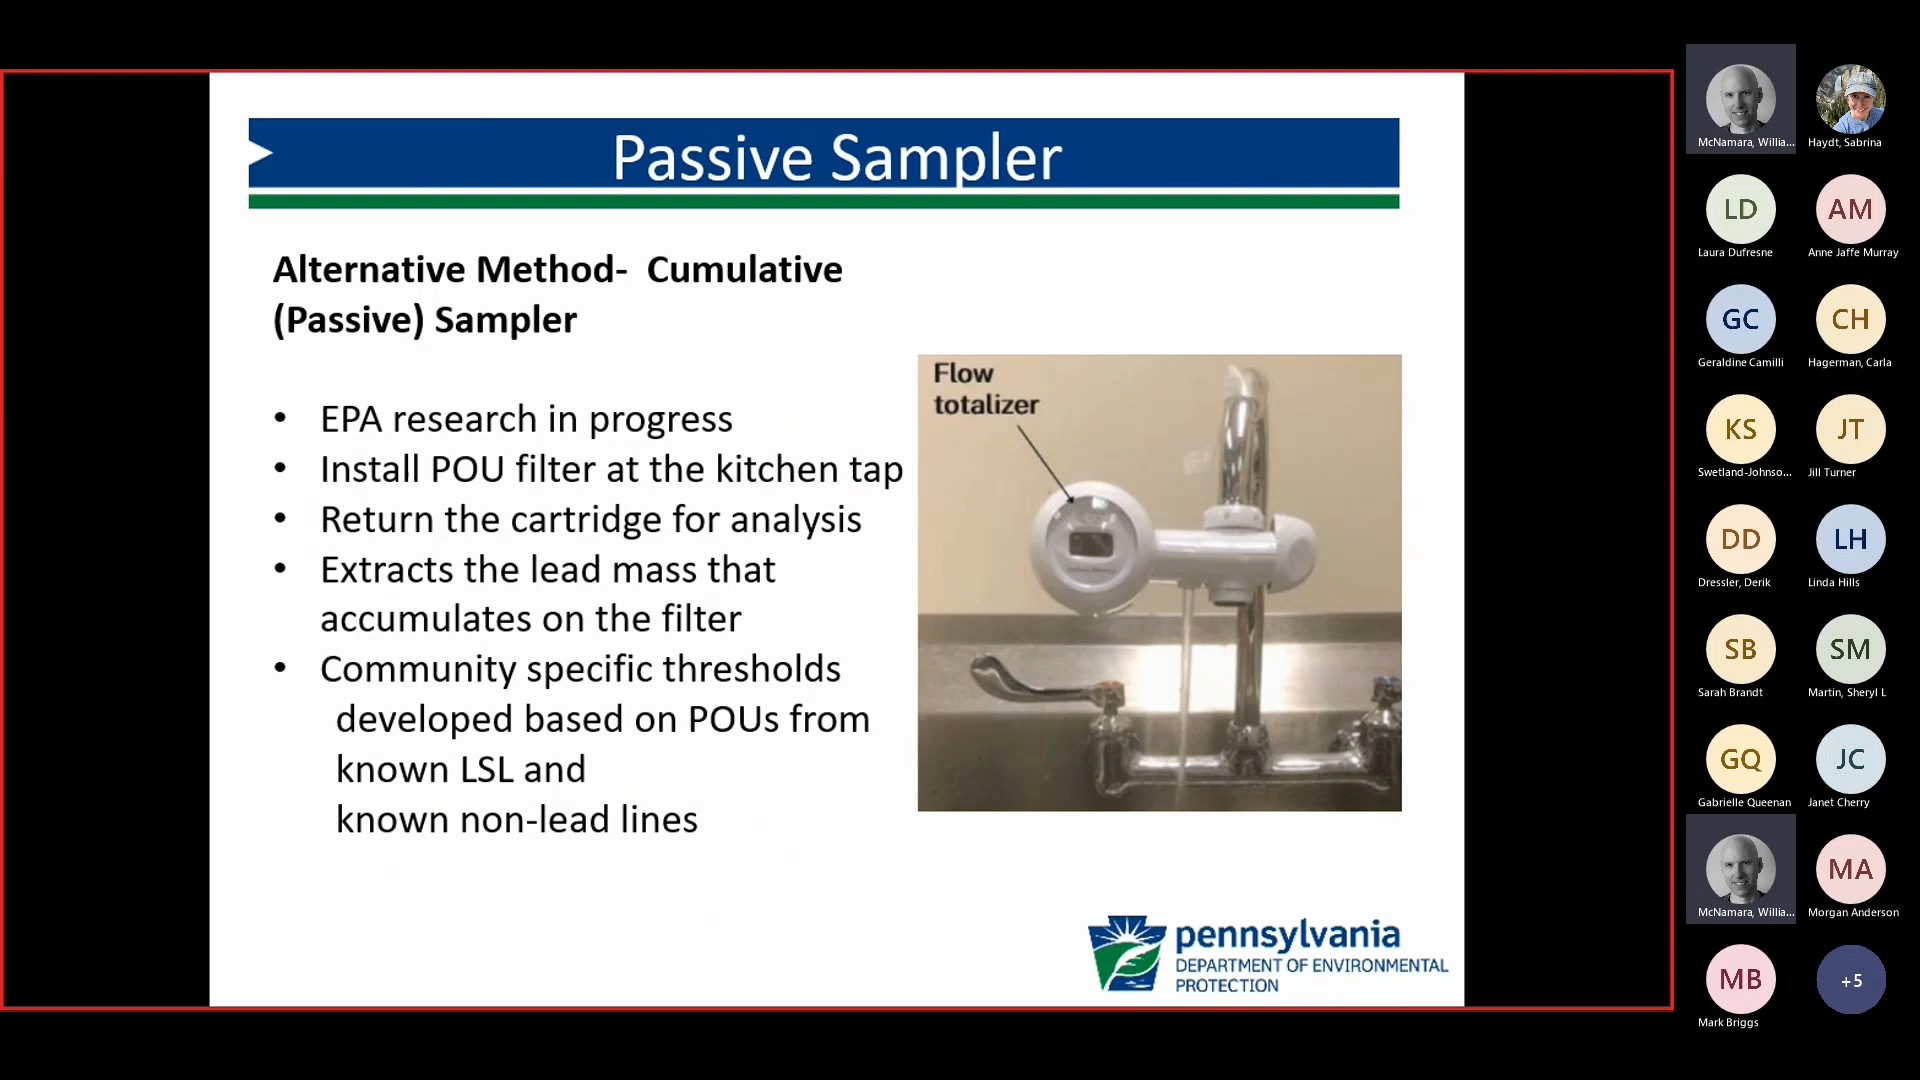 Passive Sampler
Alternative Method-  Cumulative
(Passive) Sampler
• EPA research in progress
• Install POU filter at the kitchen tap
• Return the cartridge for analysis
• Extracts the lead mass that
accumulates on the filter
• Community specific thresholds
developed based on POUs from
known LSL and
known non-lead lines
Flow
totalizer
pennsylvania
DEPARTMENT OF ENVIRONMENTAL
PROTECTION
McNamara, Willia...
Haydt, Sabrina
LD
AM
Laura Dufresne
Anne Jaffe Murray
GC
CH
Geraldine Camilli
Hagerman, Carla
KS
JT
Swetland-Johnso...
Jill Turner
DD
LH
Dressler, Derik
Linda Hills
SB
SM
Sarah Brandt
Martin, Sheryl L
GQ
JC
Gabrielle Queenan
Janet Cherry
McNamara, Willia...
MA
Morgan Anderson
MB
+5
Mark Briggs